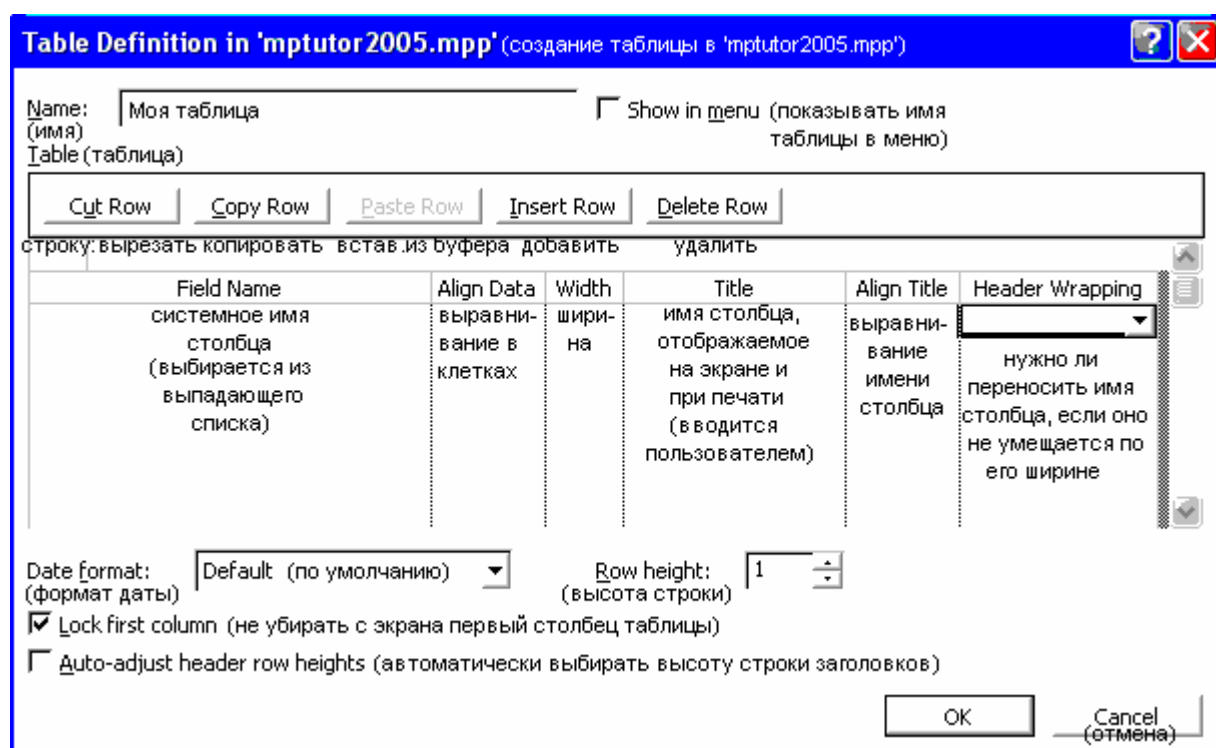 Table Definition in 'mptutor2005.mpp' (создание таблицы в 'mptutor2005.mpp')
Name: Моя таблица Show in menu (показывать имя
(имя) таблицы в меню)
Table (таблица)
Cut Row Copy Row Paste Row Insert Row Delete Row
строку: вырезать копировать встав.из буфера добавить удалить
Field Name Align Data Width Title Align Title Header Wrapping
системное имя
столбца
(выбирается из
выпадающего
списка)
выравни-
вание в
клетках
шири-
на
имя столбца,
отображаемое
на экране и
при печати
(вводится
пользователем)
выравни-
вание
имени
столбца
нужно ли
переносить имя
столбца, если оно
не умещается по
его ширине
Date format: Default (по умолчанию) Row height: 1
(формат даты) (высота строки)
Lock first column (не убирать с экрана первый столбец таблицы)
Auto-adjust header row heights (автоматически выбирать высоту строки заголовков)
OK Cancel
(отмена)